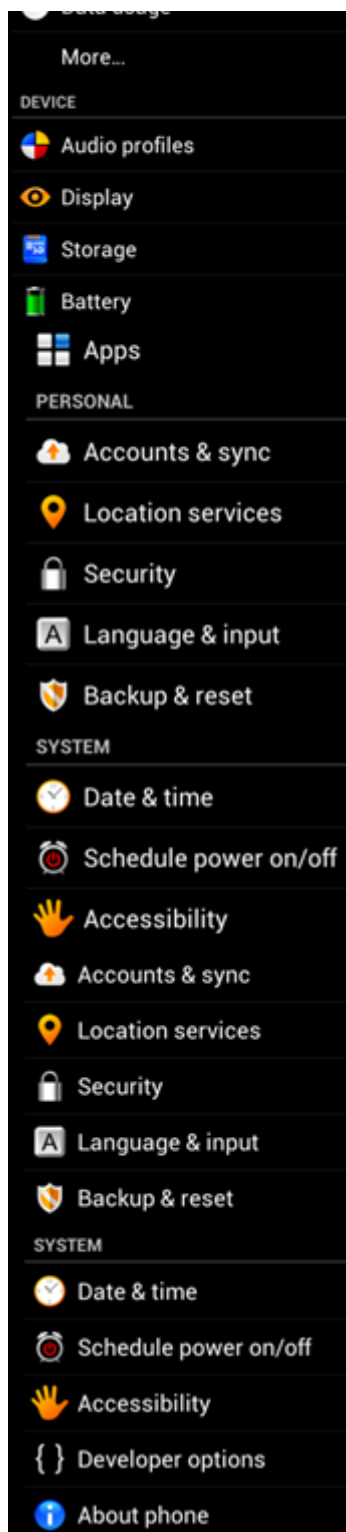 Data usage
More...
DEVICE
Audio profiles
Display
Storage
Battery
Apps
PERSONAL
Accounts & sync
Location services
Security
Language & input
Backup & reset
SYSTEM
Date & time
Schedule power on/off
Accessibility
Accounts & sync
Location services
Security
Language & input
Backup & reset
SYSTEM
Date & time
Schedule power on/off
Accessibility
{ } Developer options
About phone